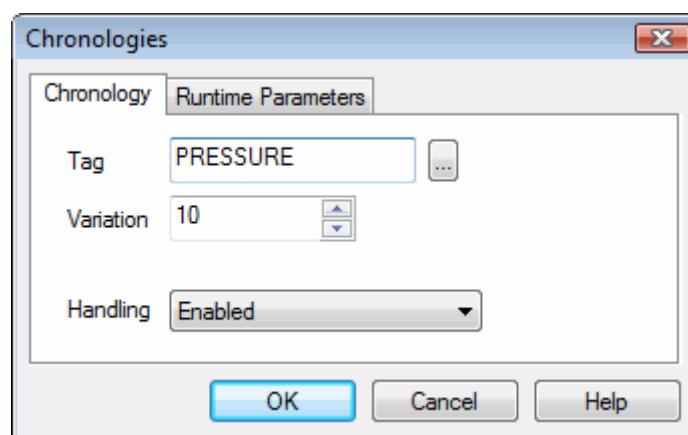 Chronologies
Chronology Runtime Parameters
Tag PRESSURE ...
Variation 10
Handling Enabled
OK Cancel Help